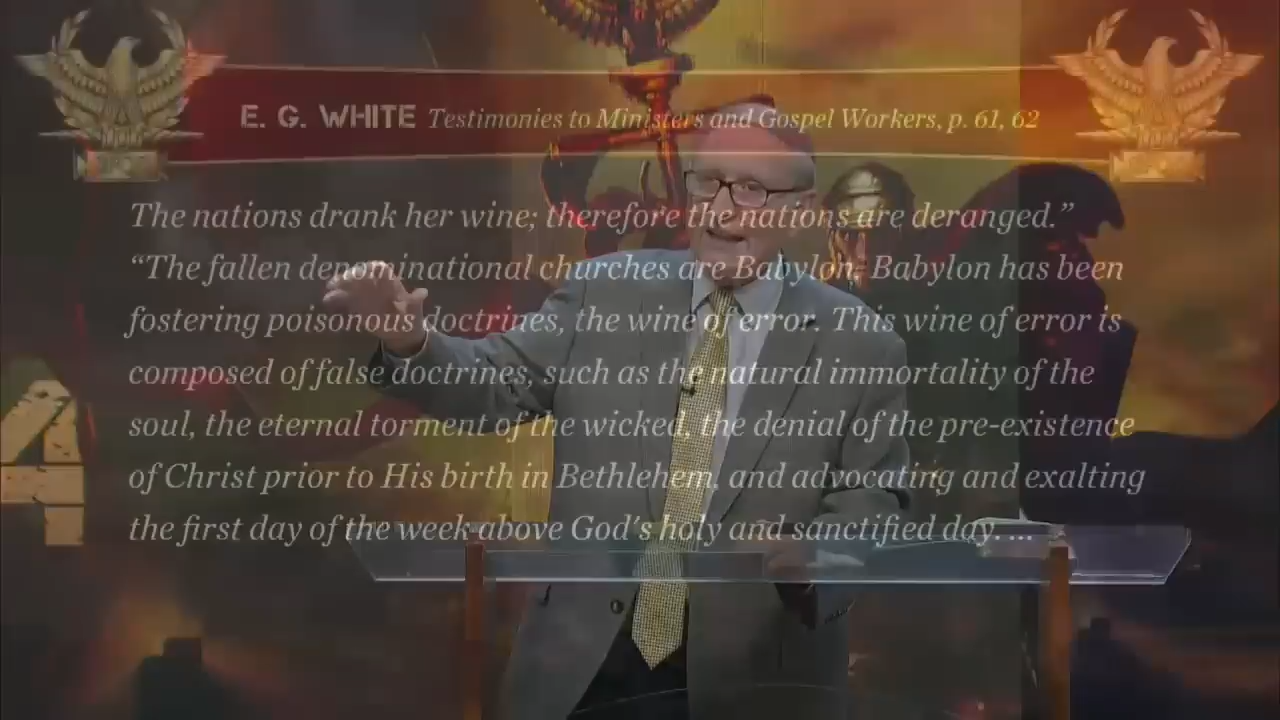 E. G. WHITE Testimonies to Ministers and Gospel Workers, p. 61, 62
The nations drank her wine; therefore the nations are deranged.”
“The fallen denominational churches are Babylon. Babylon has been
fostering poisonous doctrines, the wine of error. This wine of error is
composed of false doctrines, such as the natural immortality of the
soul, the eternal torment of the wicked, the denial of the pre-existence
of Christ prior to His birth in Bethlehem, and advocating and exalting
the first day of the week above God's holy and sanctified day. ...